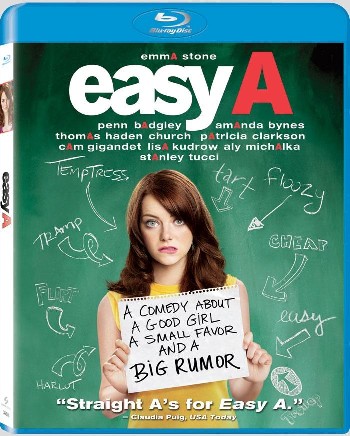 Blu-ray Disc
emma stone
easy A
penn badgley amanda bynes
thomas haden church patricia clarkson
cam gigandet lisa kudrow aly michalka
stanley tucci
TEMPTRESS
tart
floozy
TRAMP
CHEAT
FLIRT
easy
HARLOT
A COMEDY ABOUT
A GOOD GIRL
A SMALL FAVOR
AND A
BIG RUMOR
"Straight A's for Easy A."
– Claudia Puig, USA Today
easy A